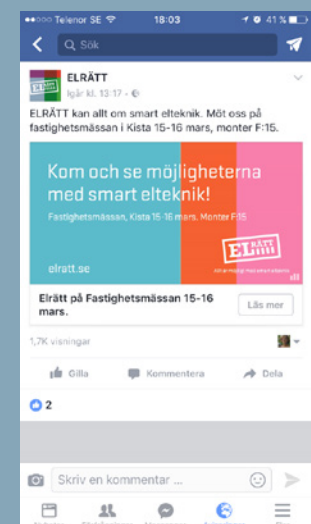 Telenor SE 18:03 41 %
Sök
ELRÄTT
Igår kl. 13:17
ELRÄTT kan allt om smart elteknik. Möt oss på
fastighetsmässan i Kista 15-16 mars, monter F:15.
Kom och se möjligheterna
med smart elteknik!
Fastighetsmässan, Kista 15-16 mars. Monter F:15
ELRÄTT
elratt.se
Elrätt på Fastighetsmässan 15-16
mars.
Läs mer
1,7K visningar
Gilla Kommentera Dela
2
Skriv en kommentar ...